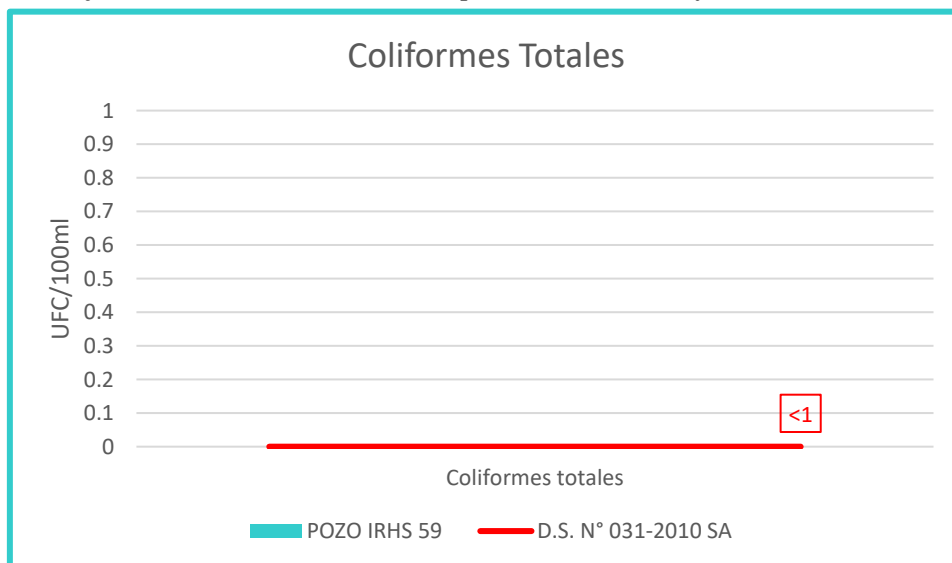 Coliformes Totales
UFC/100ml
1
0.9
0.8
0.7
0.6
0.5
0.4
0.3
0.2
0.1
0
<1
Coliformes totales
POZO IRHS 59
D.S. N° 031-2010 SA